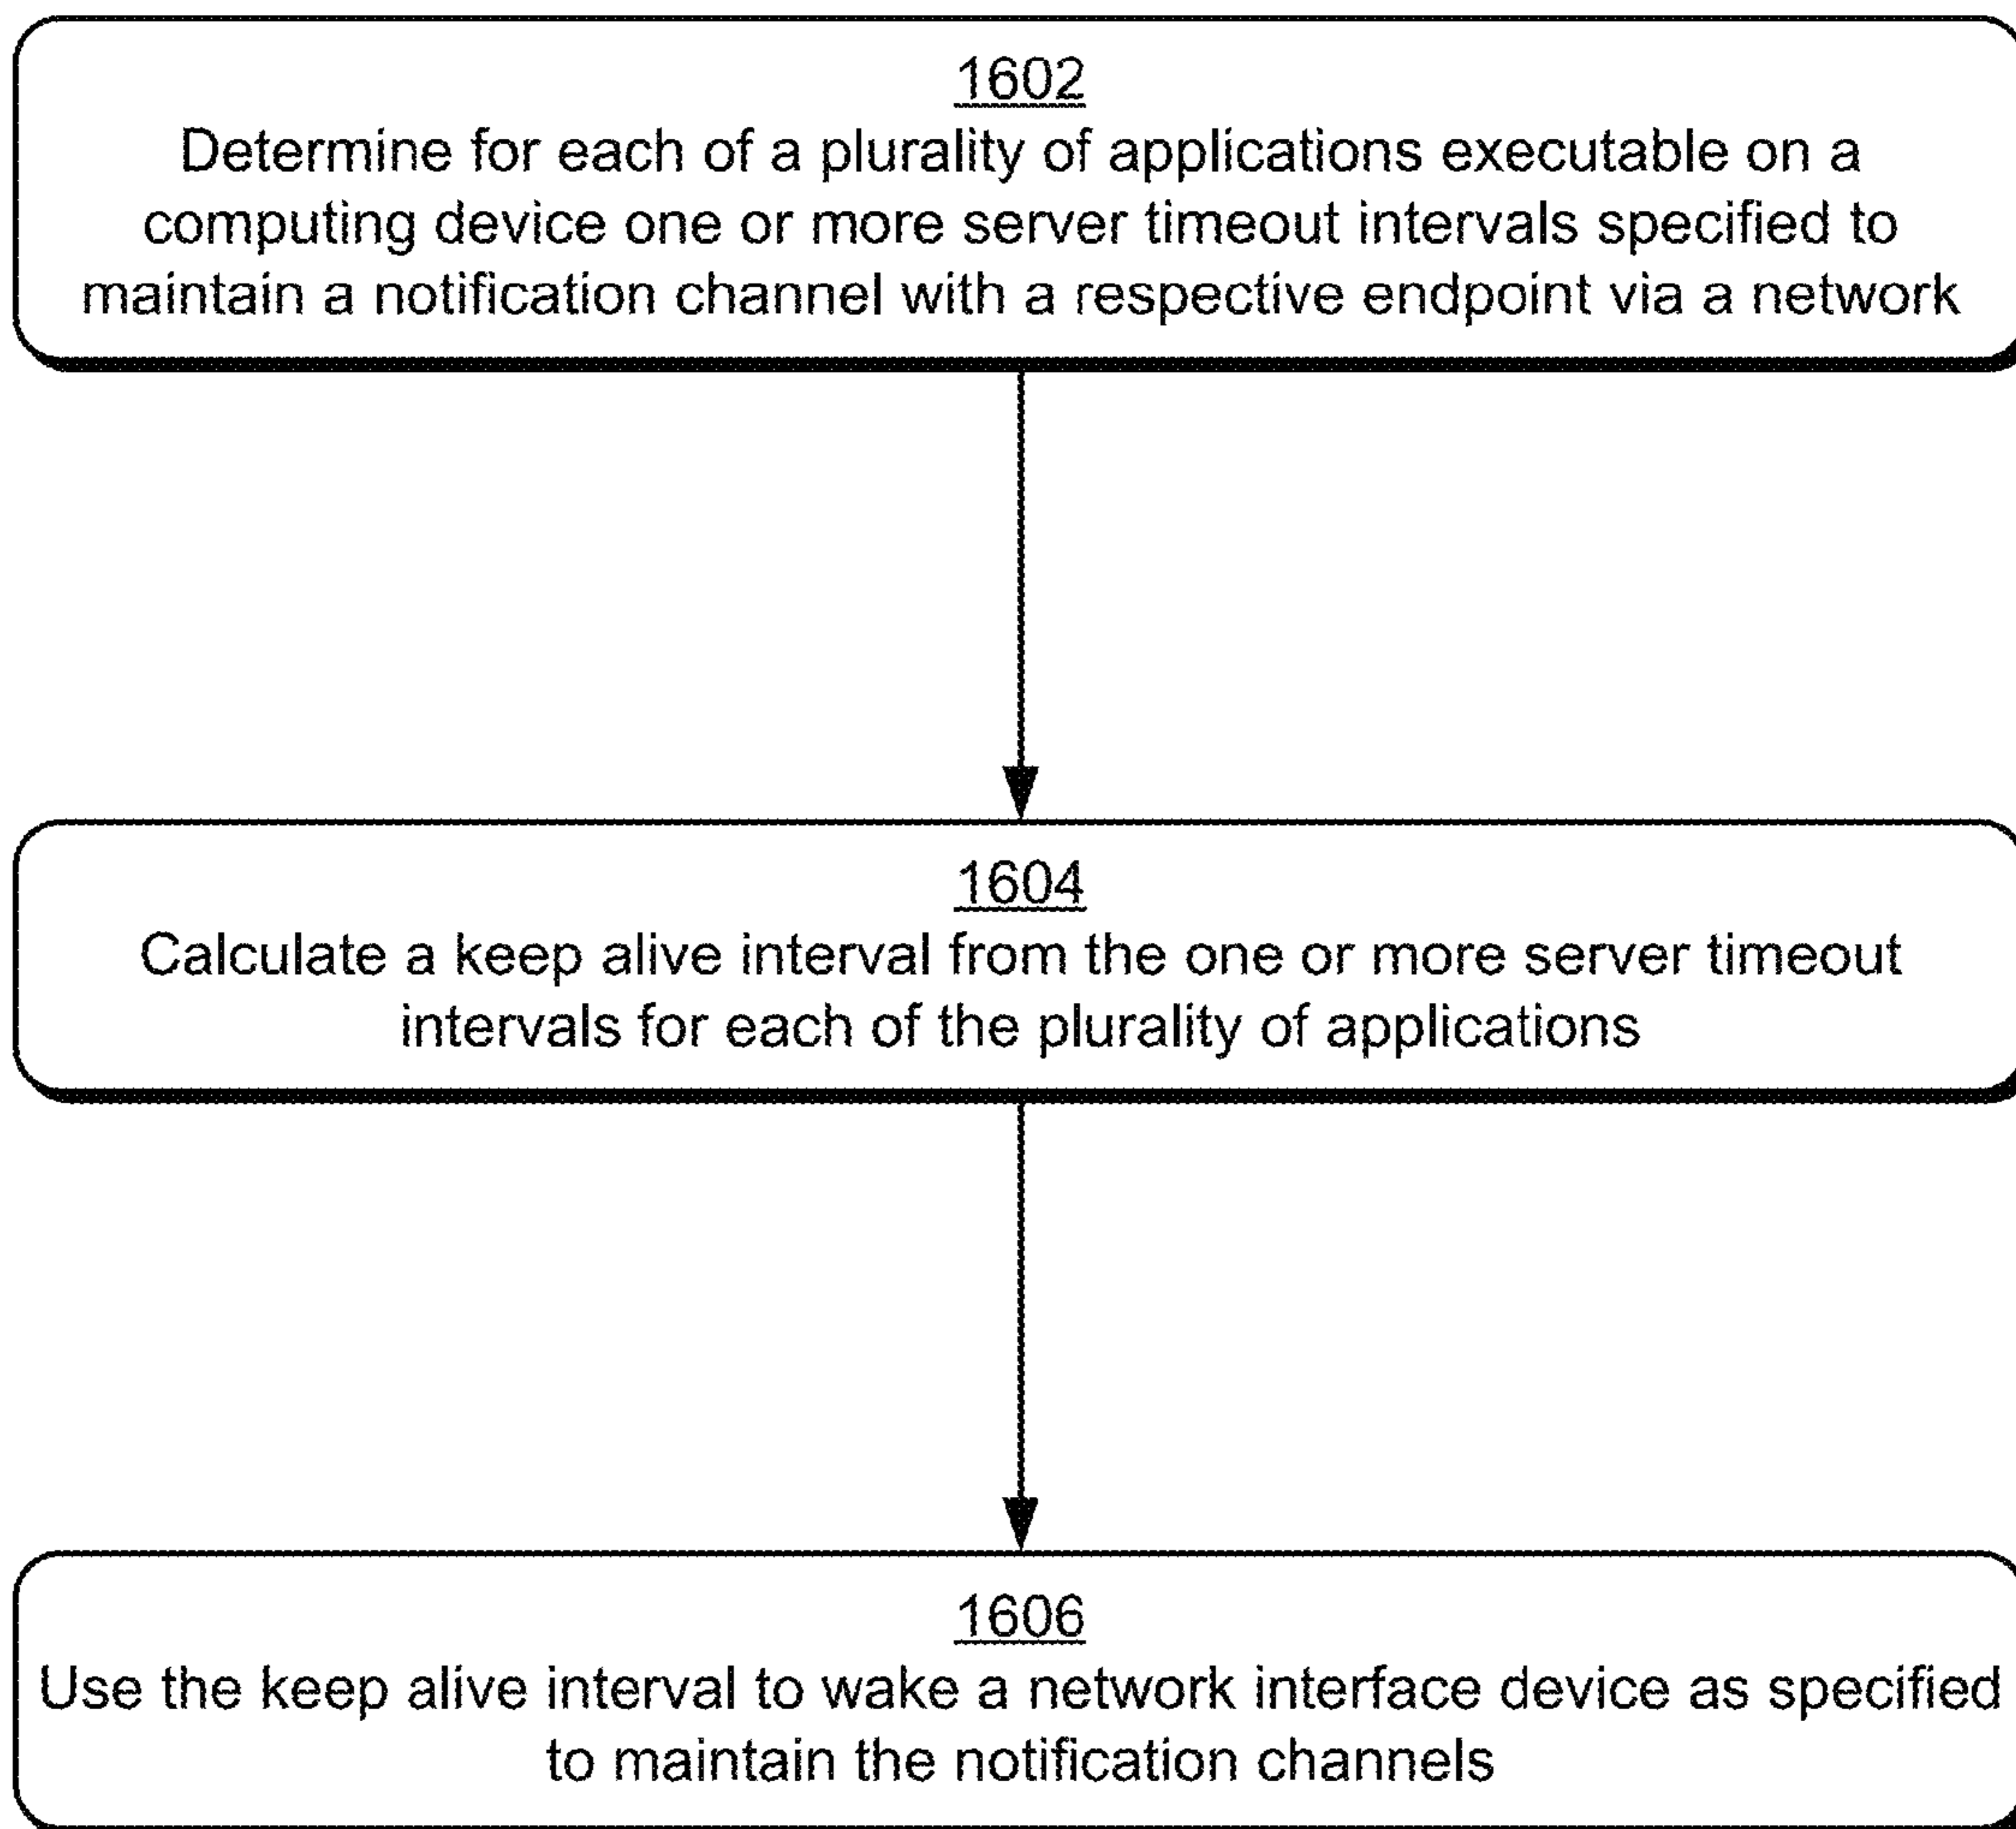 1602
Determine for each of a plurality of applications executable on a
computing device one or more server timeout intervals specified to
maintain a notification channel with a respective endpoint via a network
1604
Calculate a keep alive interval from the one or more server timeout
intervals for each of the plurality of applications
1606
Use the keep alive interval to wake a network interface device as specified
to maintain the notification channels